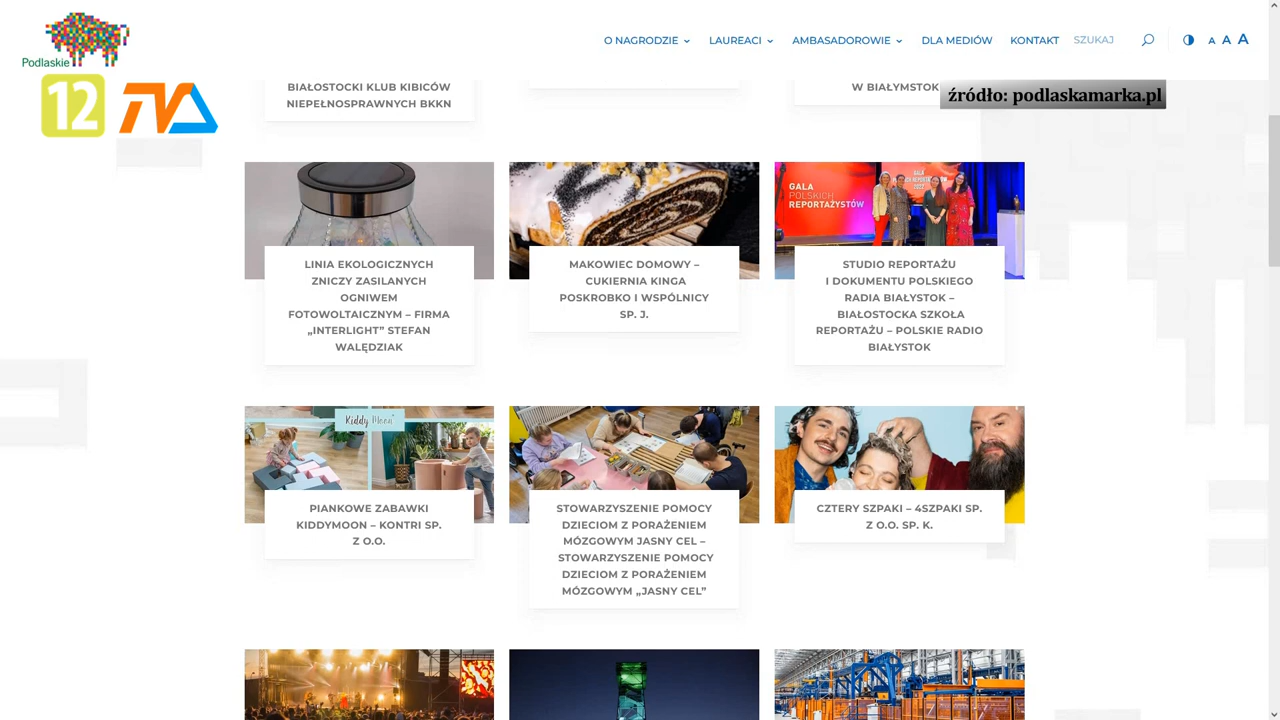 Podlaskie
O NAGRODZIE
LAUREACI
AMBASADOROWIE
DLA MEDIÓW
KONTAKT
SZUKAJ
A A A
12
TVA
źródło: podlaskamarka.pl
BIAŁOSTOCKI KLUB KIBICÓW
NIEPEŁNOSPRAWNYCH BKKN
W BIAŁYMSTOK
GALA
POLSKICH
REPORTAŻYSTÓW
LINIA EKOLOGICZNYCH
ZNICZY ZASILANYCH
OGNIWEM
FOTOWOLTAICZNYM – FIRMA
„INTERLIGHT” STEFAN
WALĘDZIAK
MAKOWIEC DOMOWY –
CUKIERNIA KINGA
POSKROBKO I WSPÓLNICY
SP. J.
STUDIO REPORTAŻU
I DOKUMENTU POLSKIEGO
RADIA BIAŁYSTOK –
BIAŁOSTOCKA SZKOŁA
REPORTAŻU – POLSKIE RADIO
BIAŁYSTOK
Kiddy Moon
PIANKOWE ZABAWKI
KIDDYMOON – KONTRI SP.
Z O.O.
STOWARZYSZENIE POMOCY
DZIECIOM Z PORAŻENIEM
MÓZGOWYM JASNY CEL –
STOWARZYSZENIE POMOCY
DZIECIOM Z PORAŻENIEM
MÓZGOWYM „JASNY CEL”
CZTERY SZPAKI – 4SZPAKI SP.
Z O.O. SP. K.